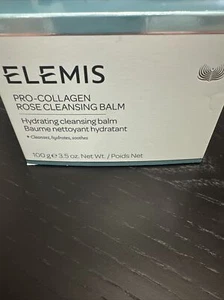 ELEMIS
PRO-COLLAGEN
ROSE CLEANSING BALM
Hydrating cleansing balm
Baume nettoyant hydratant
• Cleanses, hydrates, soothes
100 g ℮ 3.5 oz. Net Wt. / Poids Net